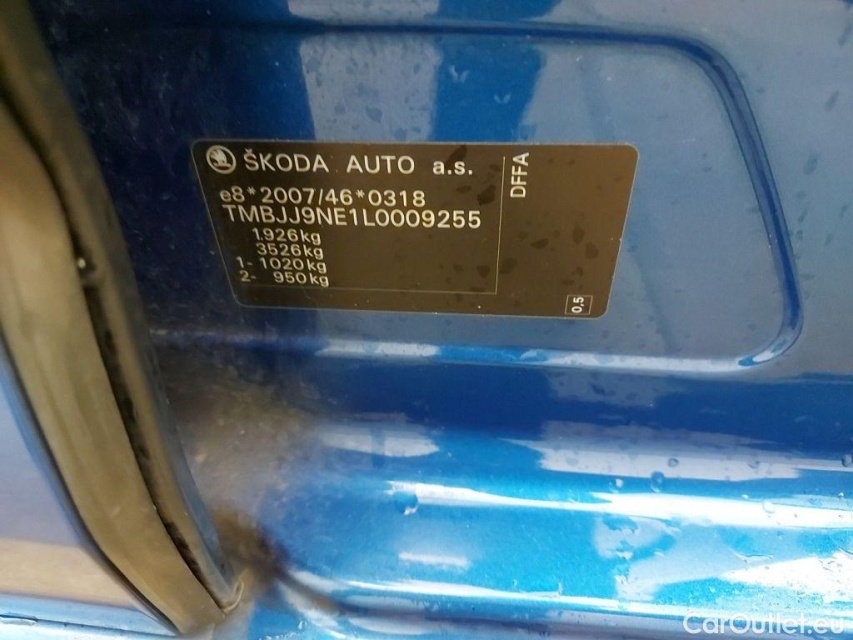 ŠKODA AUTO a.s.
e8*2007/46*0318
TMBJJ9NE1L0009255
1926kg
3526kg
1- 1020kg
2- 950kg
DFFA
0,5
CarOutlet.eu